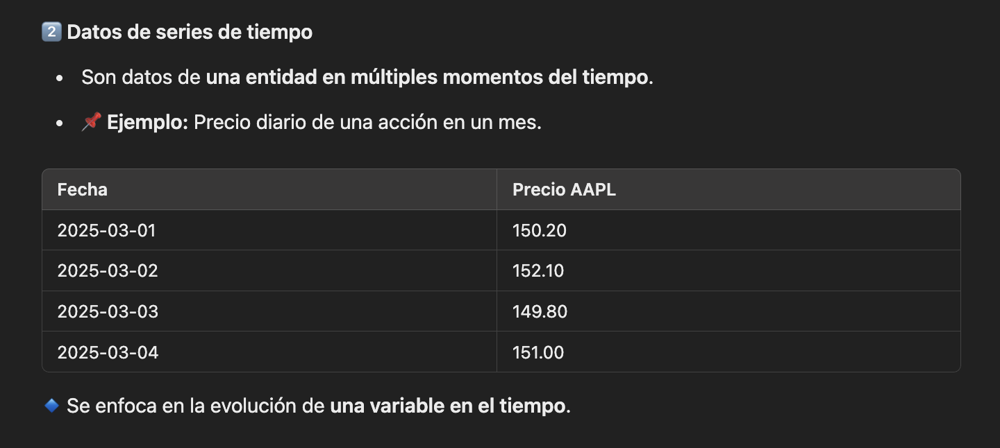 2️⃣ Datos de series de tiempo
• Son datos de una entidad en múltiples momentos del tiempo.
• 📌 Ejemplo: Precio diario de una acción en un mes.
Fecha Precio AAPL
2025-03-01 150.20
2025-03-02 152.10
2025-03-03 149.80
2025-03-04 151.00
🔹 Se enfoca en la evolución de una variable en el tiempo.